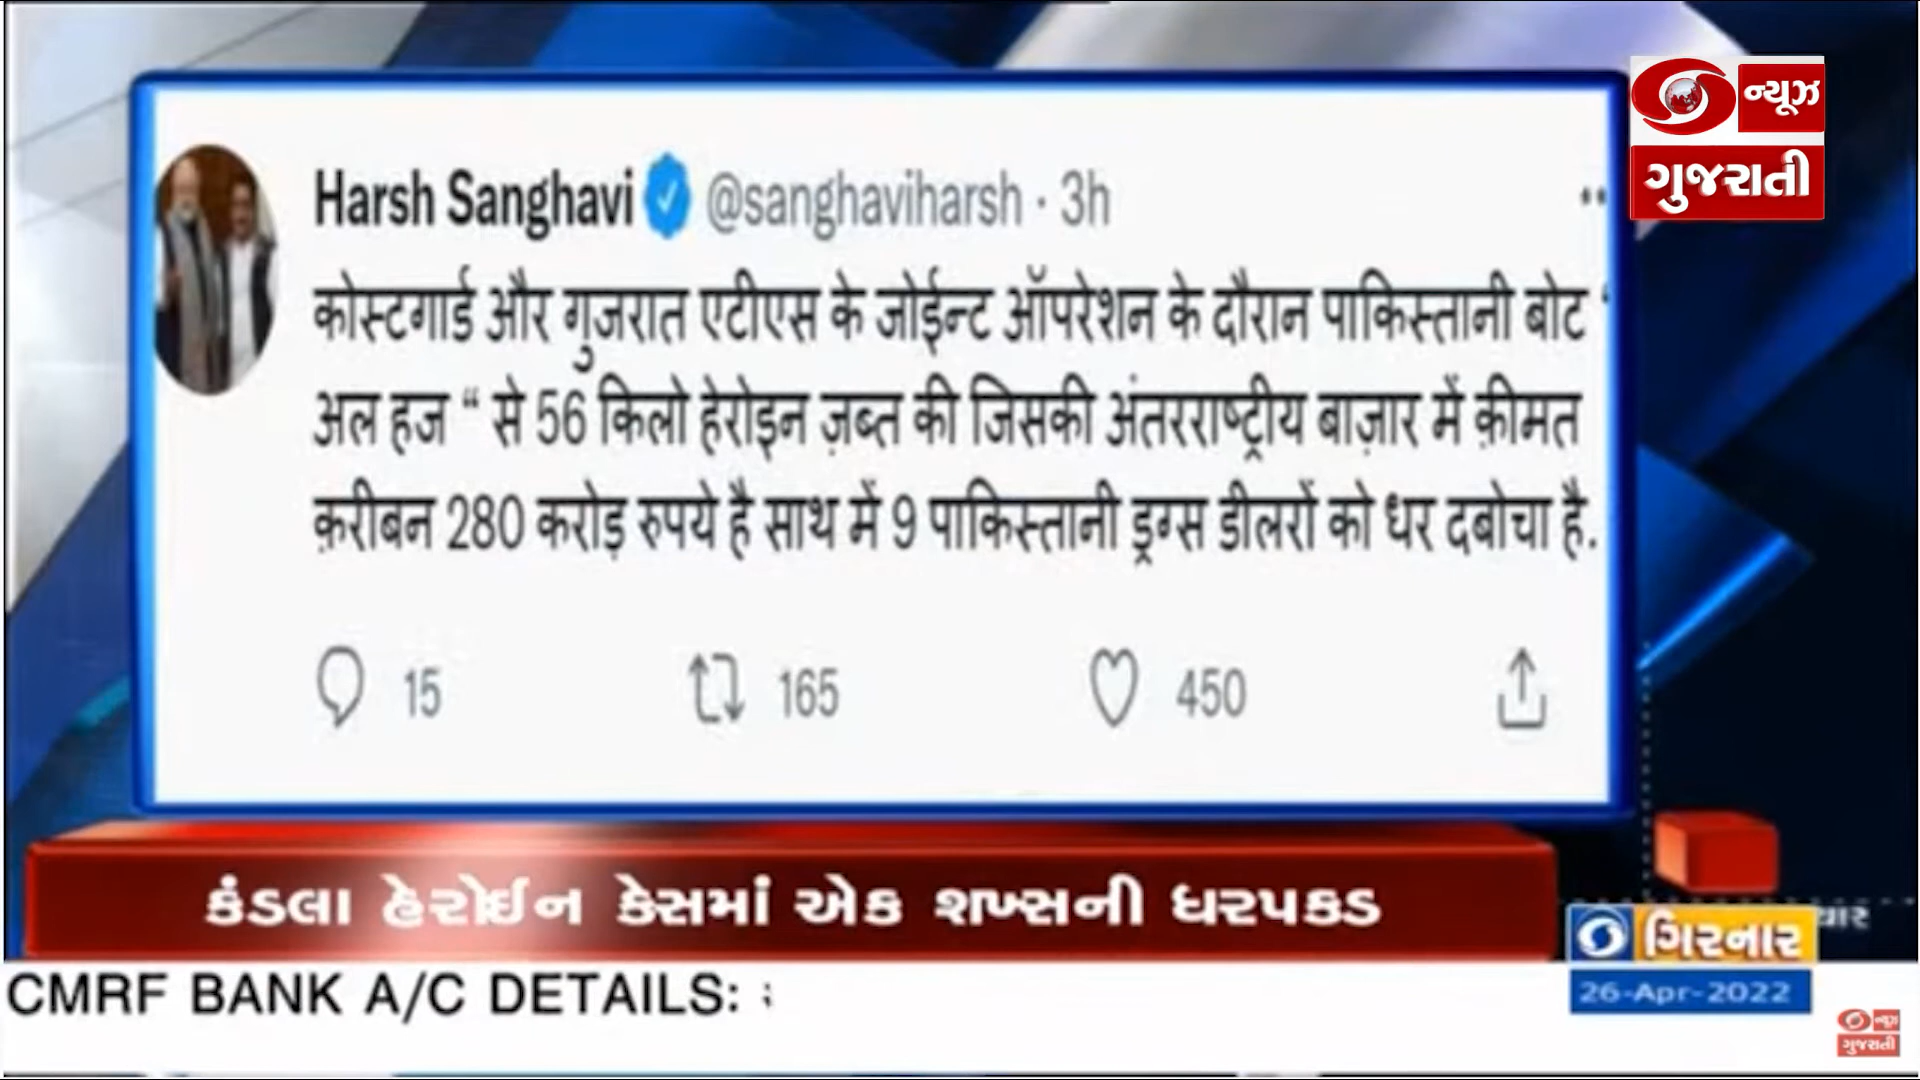 ન્યૂઝ
ગુજરાતી
Harsh Sanghavi @sanghaviharsh · 3h
कोस्टगार्ड और गुजरात एटीएस के जोईन्ट ऑपरेशन के दौरान पाकिस्तानी बोट ‘
अल हज “ से 56 किलो हेरोइन ज़ब्त की जिसकी अंतरराष्ट्रीय बाज़ार में क़ीमत
क़रीबन 280 करोड़ रुपये है साथ में 9 पाकिस्तानी ड्रग्स डीलरों को धर दबोचा है.
15 165 450
કંડલા હેરોઈન કેસમાં એક શખ્સની ધરપકડ
ગિરનાર
CMRF BANK A/C DETAILS:
26-Apr-2022
ન્યૂઝ
ગુજરાતી